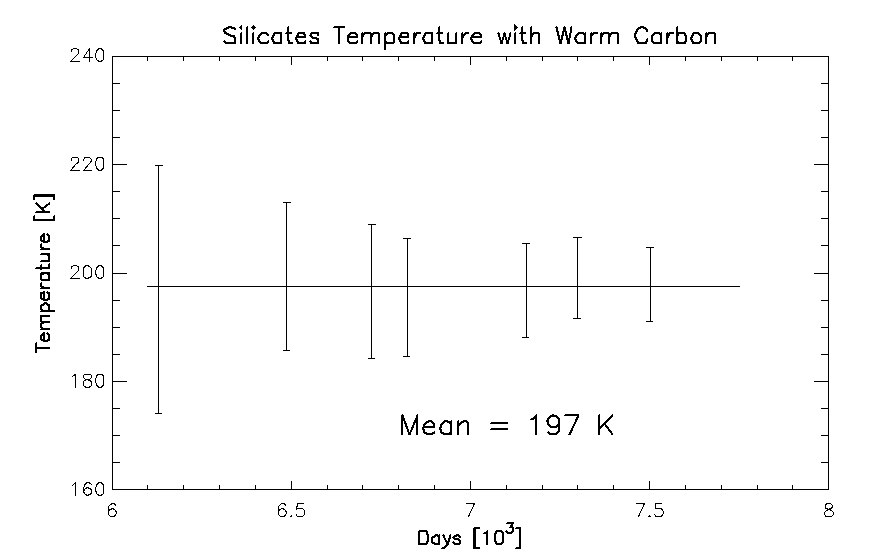 Silicates Temperature with Warm Carbon
240
220
200
180
160
Temperature [K]
Mean = 197 K
6
6.5
7
7.5
8
Days [10³]